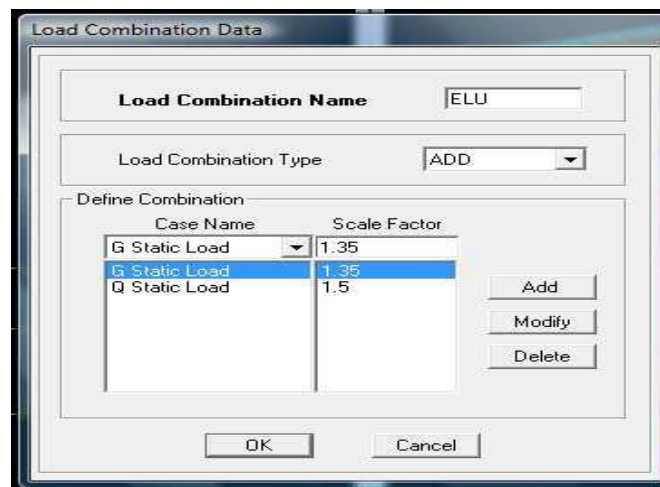 Load Combination Data
Load Combination Name ELU
Load Combination Type ADD
Define Combination
Case Name Scale Factor
G Static Load 1.35
G Static Load 1.35
Q Static Load 1.5
Add
Modify
Delete
OK Cancel